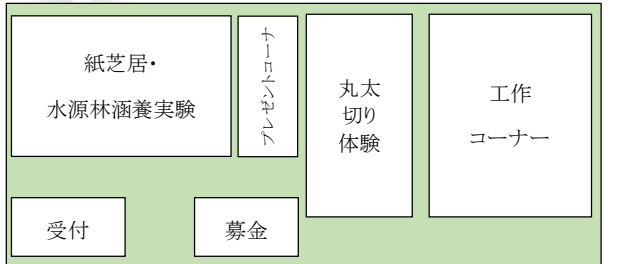 紙芝居・
水源林涵養実験
プレゼントコーナ
丸太
切り
体験
工作
コーナー
受付
募金